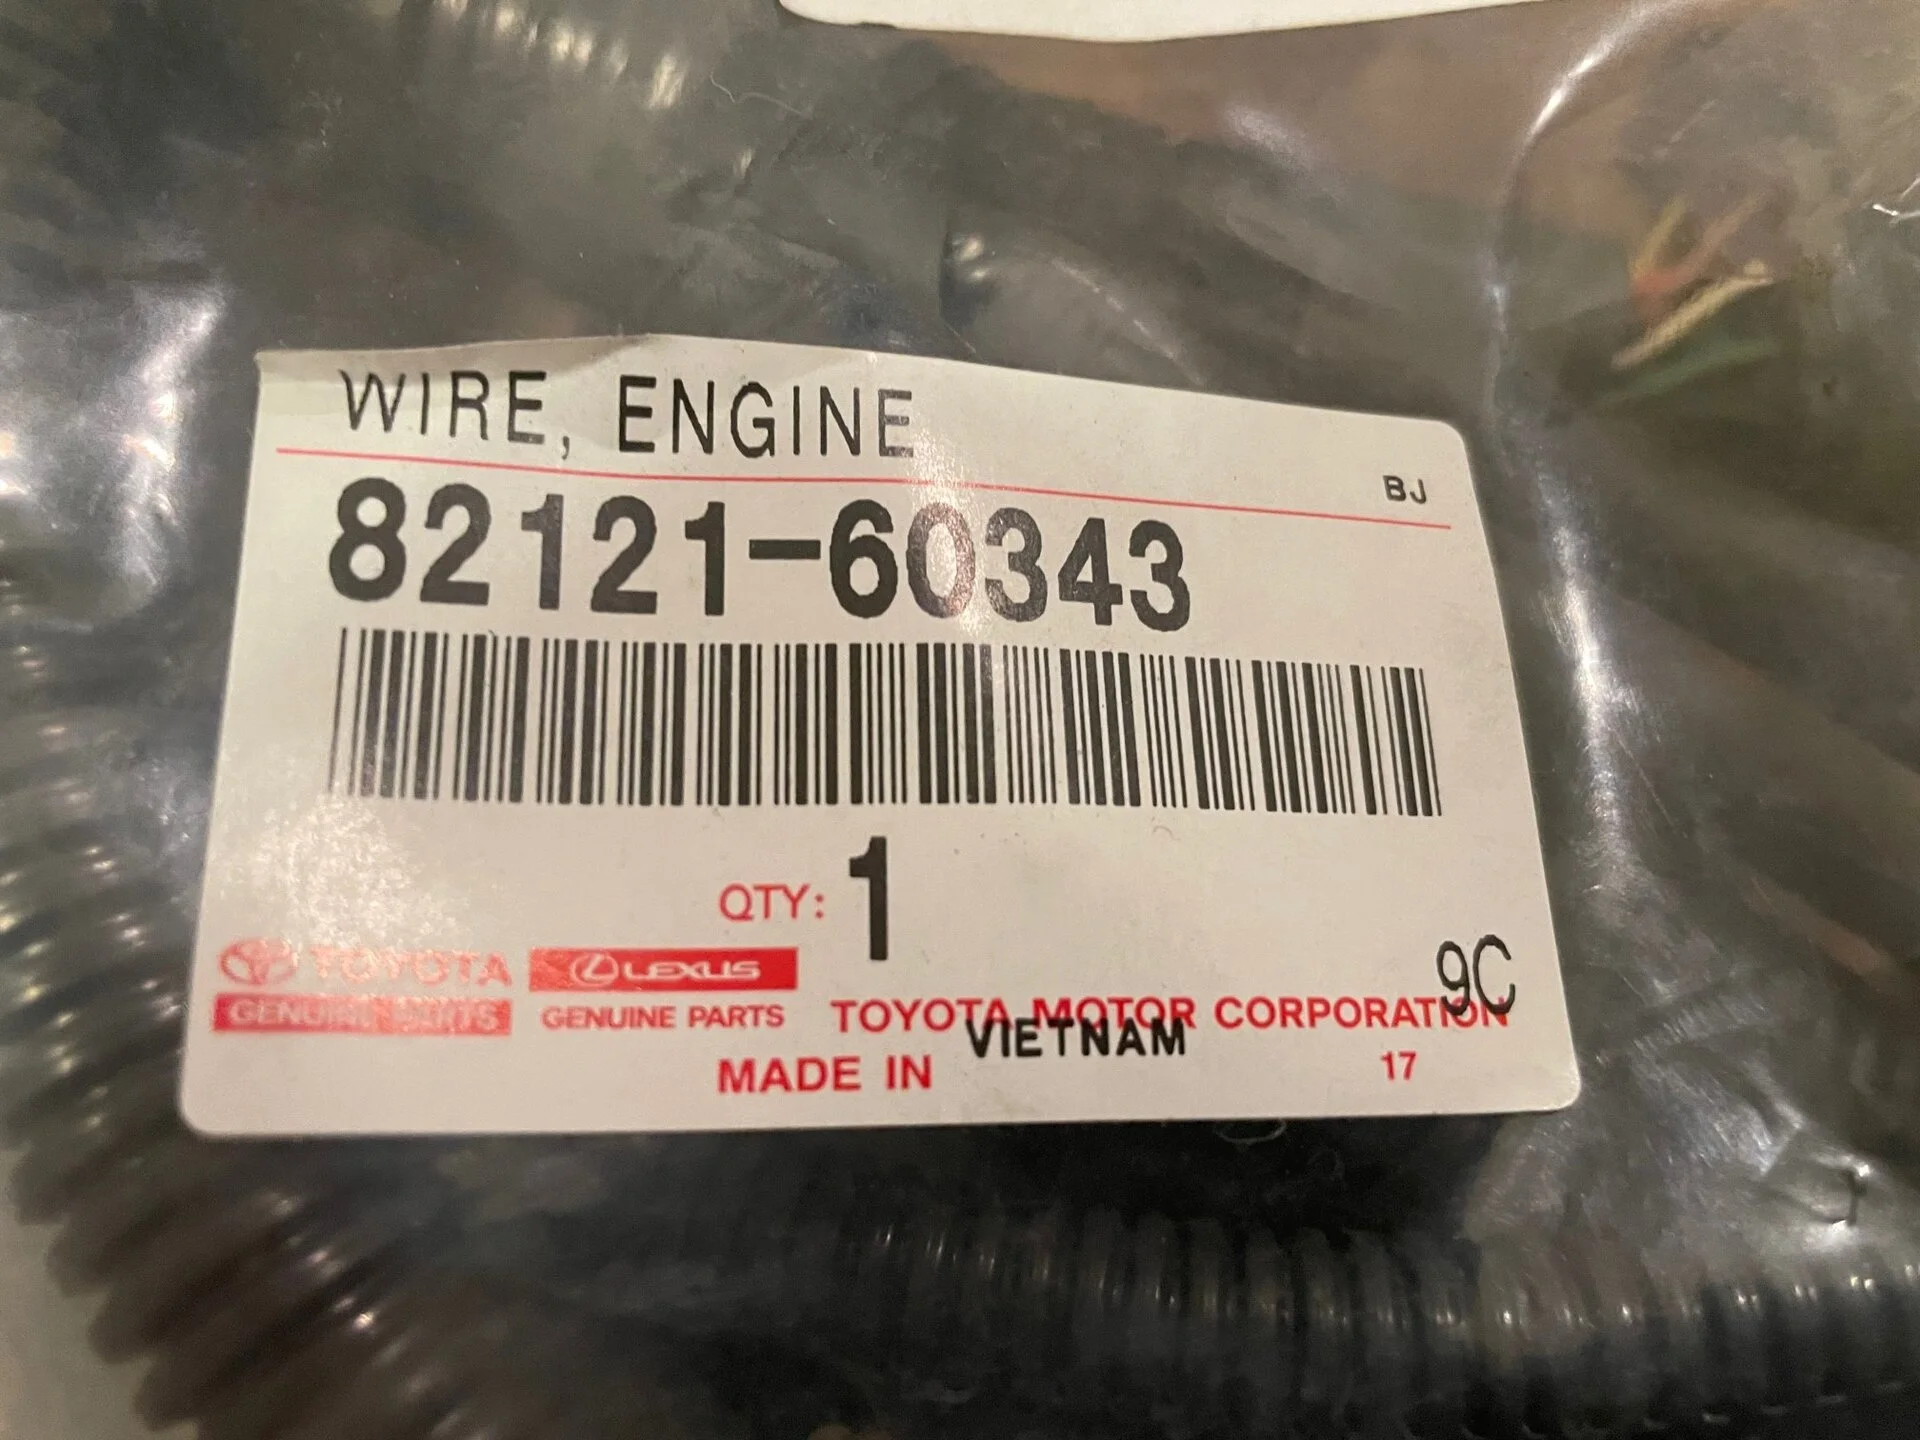 WIRE, ENGINE
BJ
82121-60343
QTY: 1
TOYOTA
GENUINE PARTS
LEXUS
GENUINE PARTS
9C
TOYOTA MOTOR CORPORATION
MADE IN VIETNAM
17